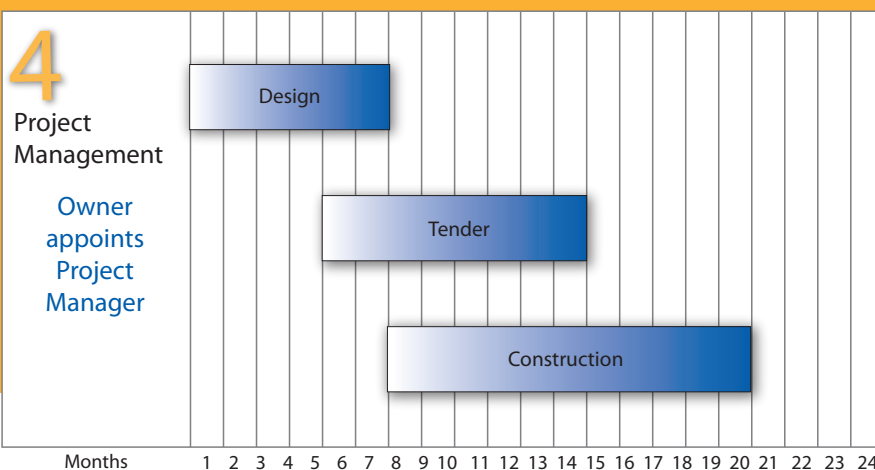 4
Project
Management
Owner
appoints
Project
Manager
Design
Tender
Construction
Months 1 2 3 4 5 6 7 8 9 10 11 12 13 14 15 16 17 18 19 20 21 22 23 24